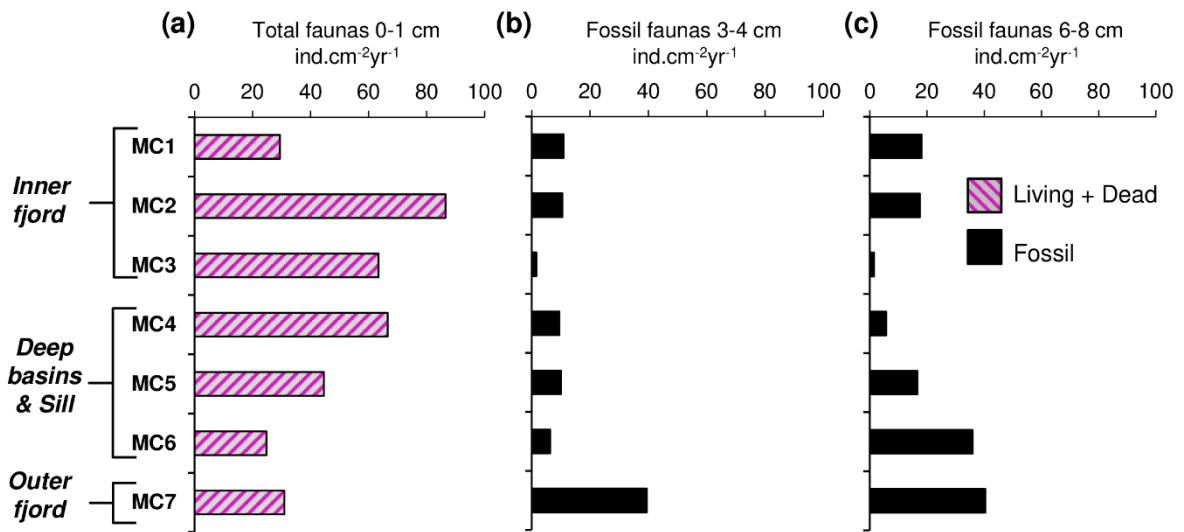 (a)
Total faunas 0-1 cm
ind.cm⁻²yr⁻¹
0 20 40 60 80 100
(b)
Fossil faunas 3-4 cm
ind.cm⁻²yr⁻¹
0 20 40 60 80 100
(c)
Fossil faunas 6-8 cm
ind.cm⁻²yr⁻¹
0 20 40 60 80 100
Inner
fjord
MC1
MC2
MC3
Deep
basins
& Sill
MC4
MC5
MC6
Outer
fjord
MC7
Living + Dead
Fossil